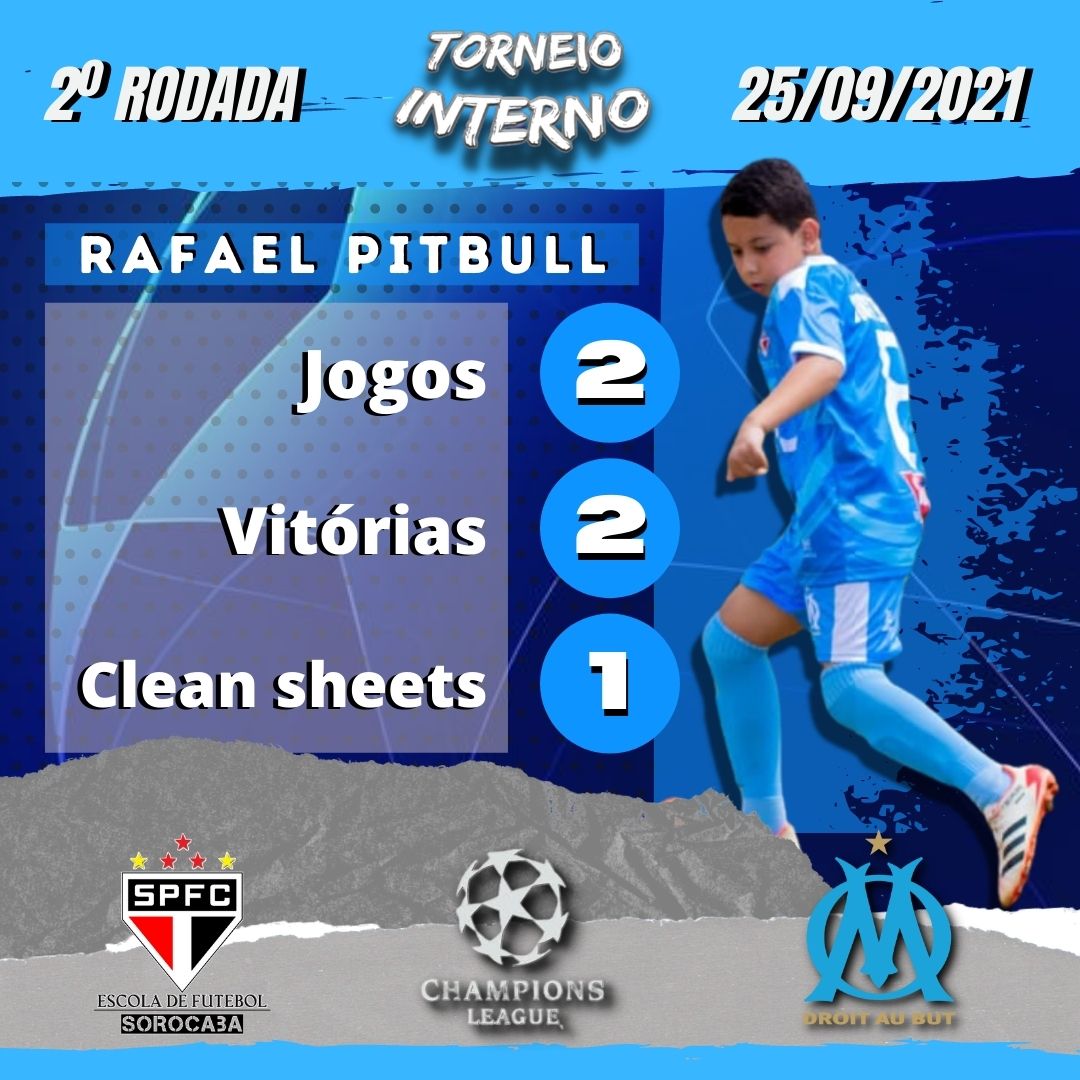 2º RODADA
TORNEIO
INTERNO
25/09/2021
RAFAEL PITBULL
Jogos 2
Vitórias 2
Clean sheets 1
SPFC
ESCOLA DE FUTEBOL
SOROCABA
CHAMPIONS
LEAGUE
DROIT AU BUT